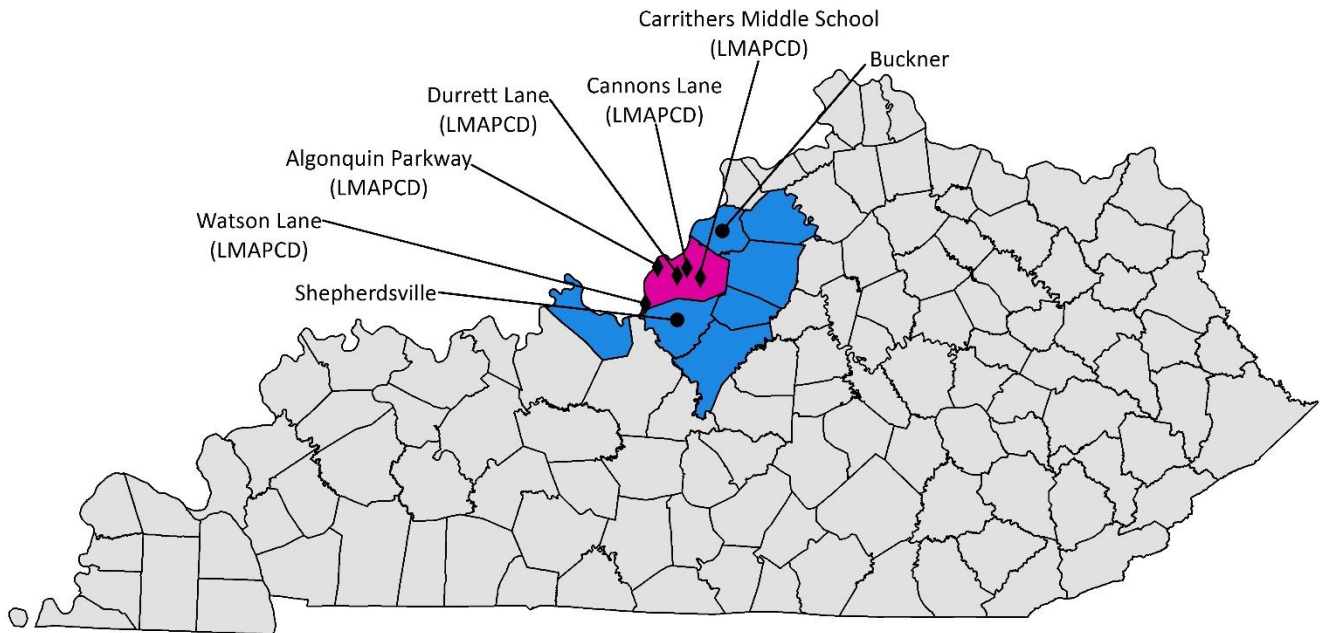 Carrithers Middle School
(LMAPCD)
Buckner
Cannons Lane
(LMAPCD)
Durrett Lane
(LMAPCD)
Algonquin Parkway
(LMAPCD)
Watson Lane
(LMAPCD)
Shepherdsville